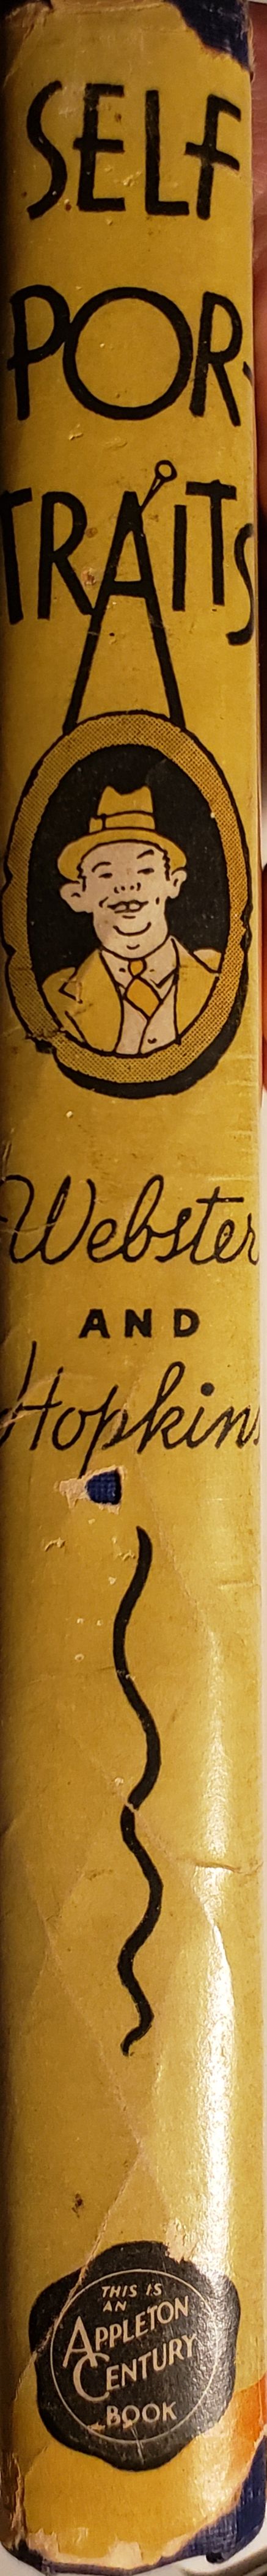 SELF
POR-
TRAITS
Webster
AND
Hopkins
THIS IS
AN
APPLETON
CENTURY
BOOK